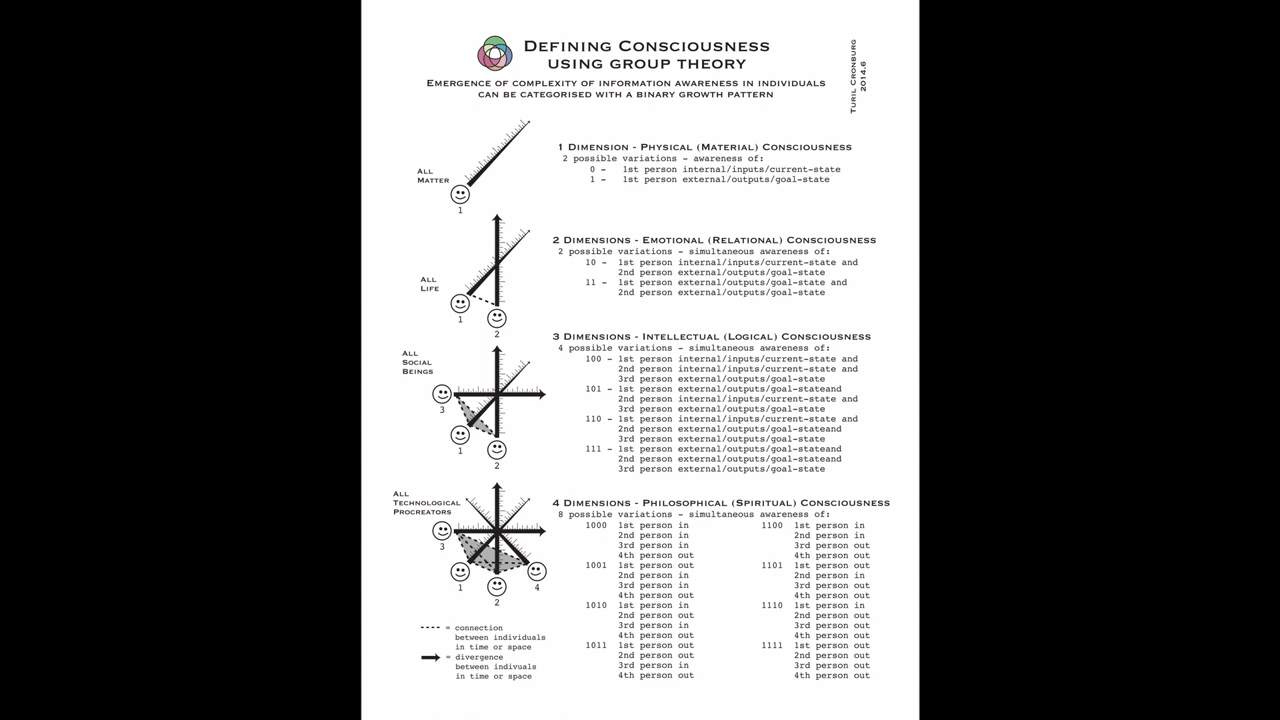 DEFINING CONSCIOUSNESS
USING GROUP THEORY
EMERGENCE OF COMPLEXITY OF INFORMATION AWARENESS IN INDIVIDUALS
CAN BE CATEGORISED WITH A BINARY GROWTH PATTERN
TURIL CRONBURG
2014.6
ALL
MATTER
1
1 DIMENSION - PHYSICAL (MATERIAL) CONSCIOUSNESS
2 possible variations - awareness of:
0 - 1st person internal/inputs/current-state
1 - 1st person external/outputs/goal-state
ALL
LIFE
1
2
2 DIMENSIONS - EMOTIONAL (RELATIONAL) CONSCIOUSNESS
2 possible variations - simultaneous awareness of:
10 - 1st person internal/inputs/current-state and
2nd person external/outputs/goal-state
11 - 1st person external/outputs/goal-state and
2nd person external/outputs/goal-state
ALL
SOCIAL
BEINGS
3
1
2
3 DIMENSIONS - INTELLECTUAL (LOGICAL) CONSCIOUSNESS
4 possible variations - simultaneous awareness of:
100 - 1st person internal/inputs/current-state and
2nd person internal/inputs/current-state and
3rd person external/outputs/goal-state
101 - 1st person external/outputs/goal-stateand
2nd person internal/inputs/current-state and
3rd person external/outputs/goal-state
110 - 1st person internal/inputs/current-state and
2nd person external/outputs/goal-stateand
3rd person external/outputs/goal-state
111 - 1st person external/outputs/goal-stateand
2nd person external/outputs/goal-stateand
3rd person external/outputs/goal-state
ALL
TECHNOLOGICAL
PROCREATORS
3
1
2
4
4 DIMENSIONS - PHILOSOPHICAL (SPIRITUAL) CONSCIOUSNESS
8 possible variations - simultaneous awareness of:
1000 1st person in
2nd person in
3rd person in
4th person out
1001 1st person out
2nd person in
3rd person in
4th person out
1010 1st person in
2nd person out
3rd person in
4th person out
1011 1st person out
2nd person out
3rd person in
4th person out
1100 1st person in
2nd person in
3rd person out
4th person out
1101 1st person out
2nd person in
3rd person out
4th person out
1110 1st person in
2nd person out
3rd person out
4th person out
1111 1st person out
2nd person out
3rd person out
4th person out
= connection
between individuals
in time or space
= divergence
between indivuals
in time or space